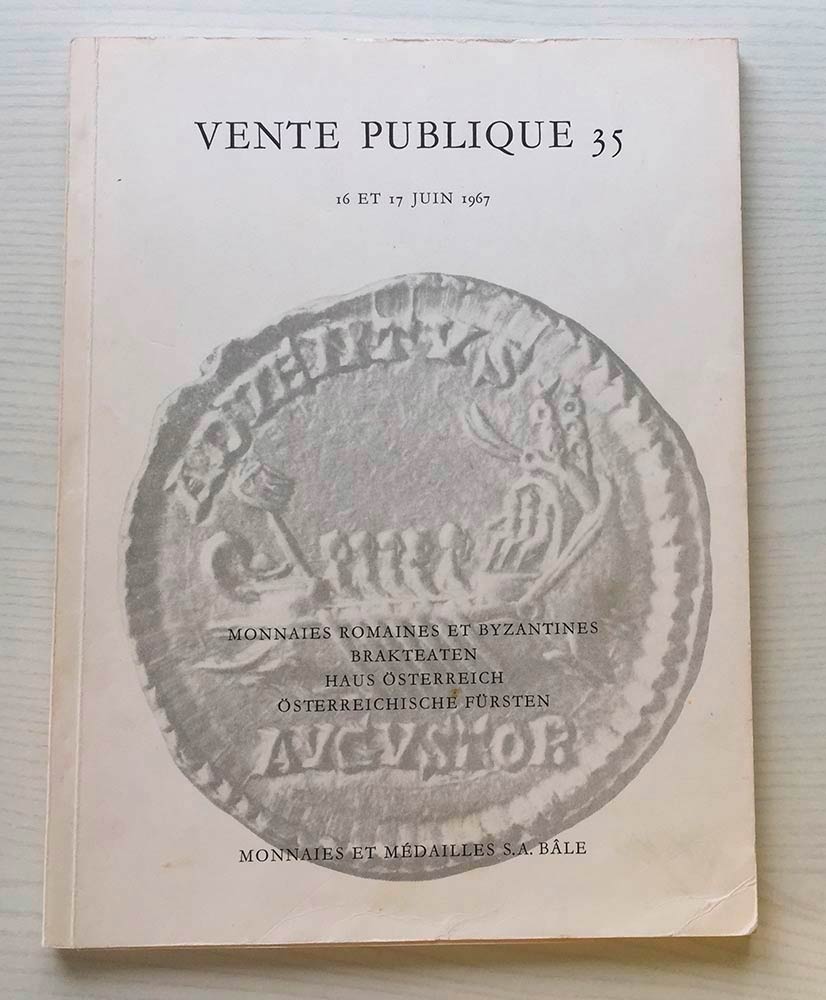 VENTE PUBLIQUE 35
16 ET 17 JUIN 1967
ADVENTVS
MONNAIES ROMAINES ET BYZANTINES
BRAKTEATEN
HAUS ÖSTERREICH
ÖSTERREICHISCHE FÜRSTEN
AVGVSTOR
MONNAIES ET MÉDAILLES S.A. BÂLE